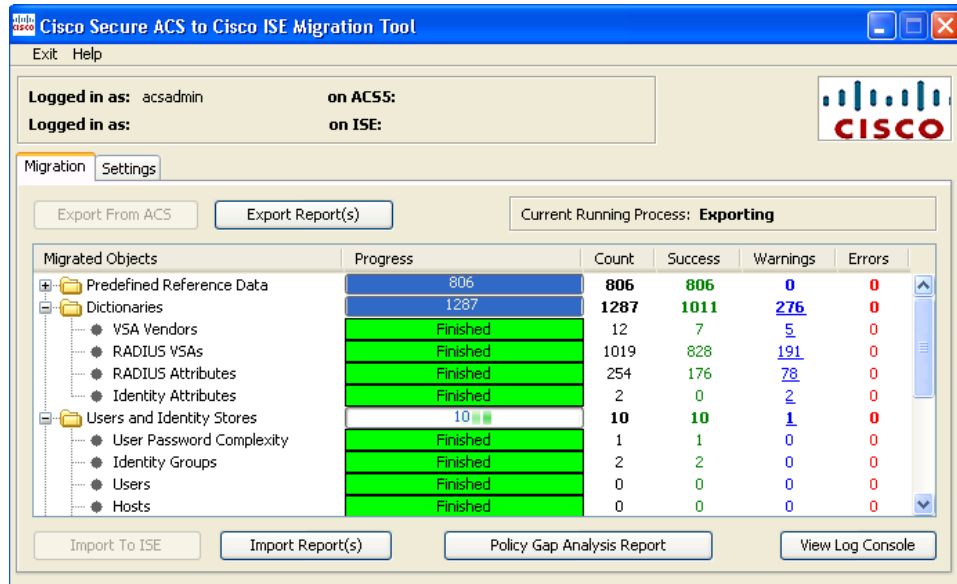 Cisco Secure ACS to Cisco ISE Migration Tool
Exit Help
Logged in as: acsadmin on ACS5:
Logged in as: on ISE:
CISCO
Migration Settings
Export From ACS Export Report(s) Current Running Process: Exporting
Migrated Objects Progress Count Success Warnings Errors
Predefined Reference Data 806 806 806 0 0
Dictionaries 1287 1287 1011 276 0
VSA Vendors Finished 12 7 5 0
RADIUS VSAs Finished 1019 828 191 0
RADIUS Attributes Finished 254 176 78 0
Identity Attributes Finished 2 0 2 0
Users and Identity Stores 10 10 10 1 0
User Password Complexity Finished 1 1 0 0
Identity Groups Finished 2 2 0 0
Users Finished 0 0 0 0
Hosts Finished 0 0 0 0
Import To ISE Import Report(s) Policy Gap Analysis Report View Log Console